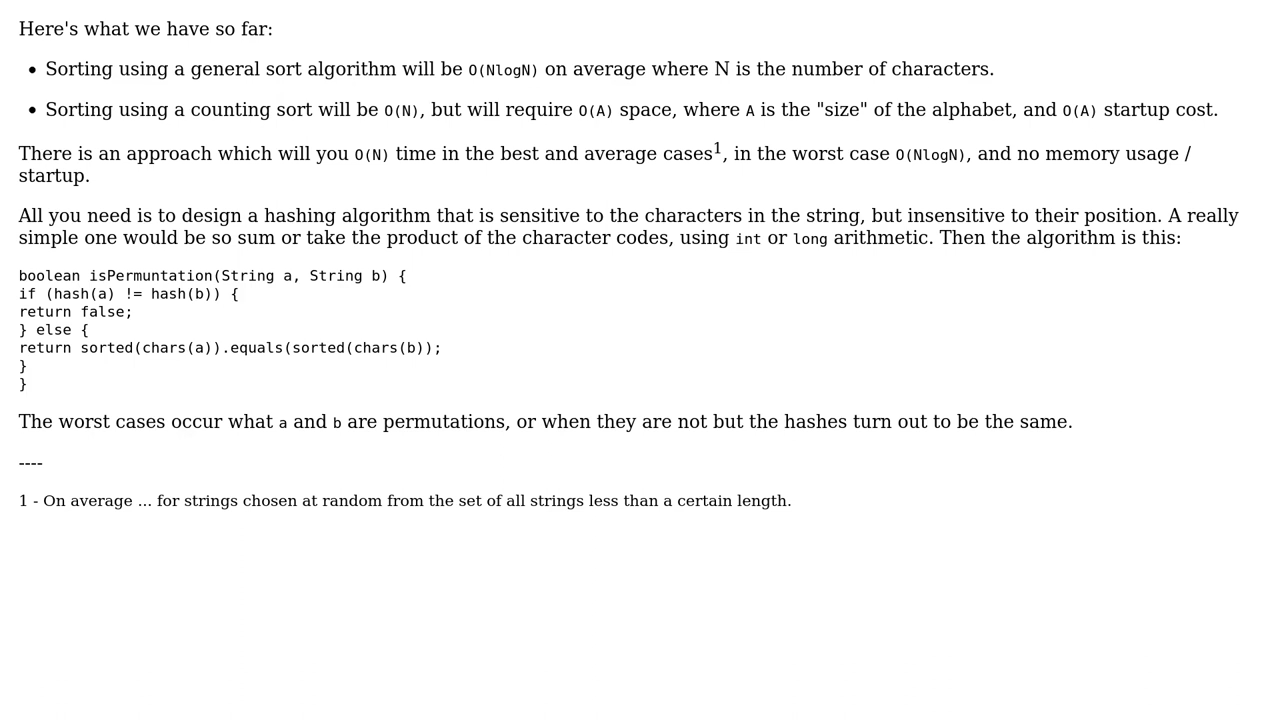 Here's what we have so far:
• Sorting using a general sort algorithm will be O(NlogN) on average where N is the number of characters.
• Sorting using a counting sort will be O(N), but will require O(A) space, where A is the "size" of the alphabet, and O(A) startup cost.
There is an approach which will you O(N) time in the best and average cases1, in the worst case O(NlogN), and no memory usage /
startup.
All you need is to design a hashing algorithm that is sensitive to the characters in the string, but insensitive to their position. A really
simple one would be so sum or take the product of the character codes, using int or long arithmetic. Then the algorithm is this:
boolean isPermuntation(String a, String b) {
if (hash(a) != hash(b)) {
return false;
} else {
return sorted(chars(a)).equals(sorted(chars(b));
}
}
The worst cases occur what a and b are permutations, or when they are not but the hashes turn out to be the same.
----
1 - On average ... for strings chosen at random from the set of all strings less than a certain length.